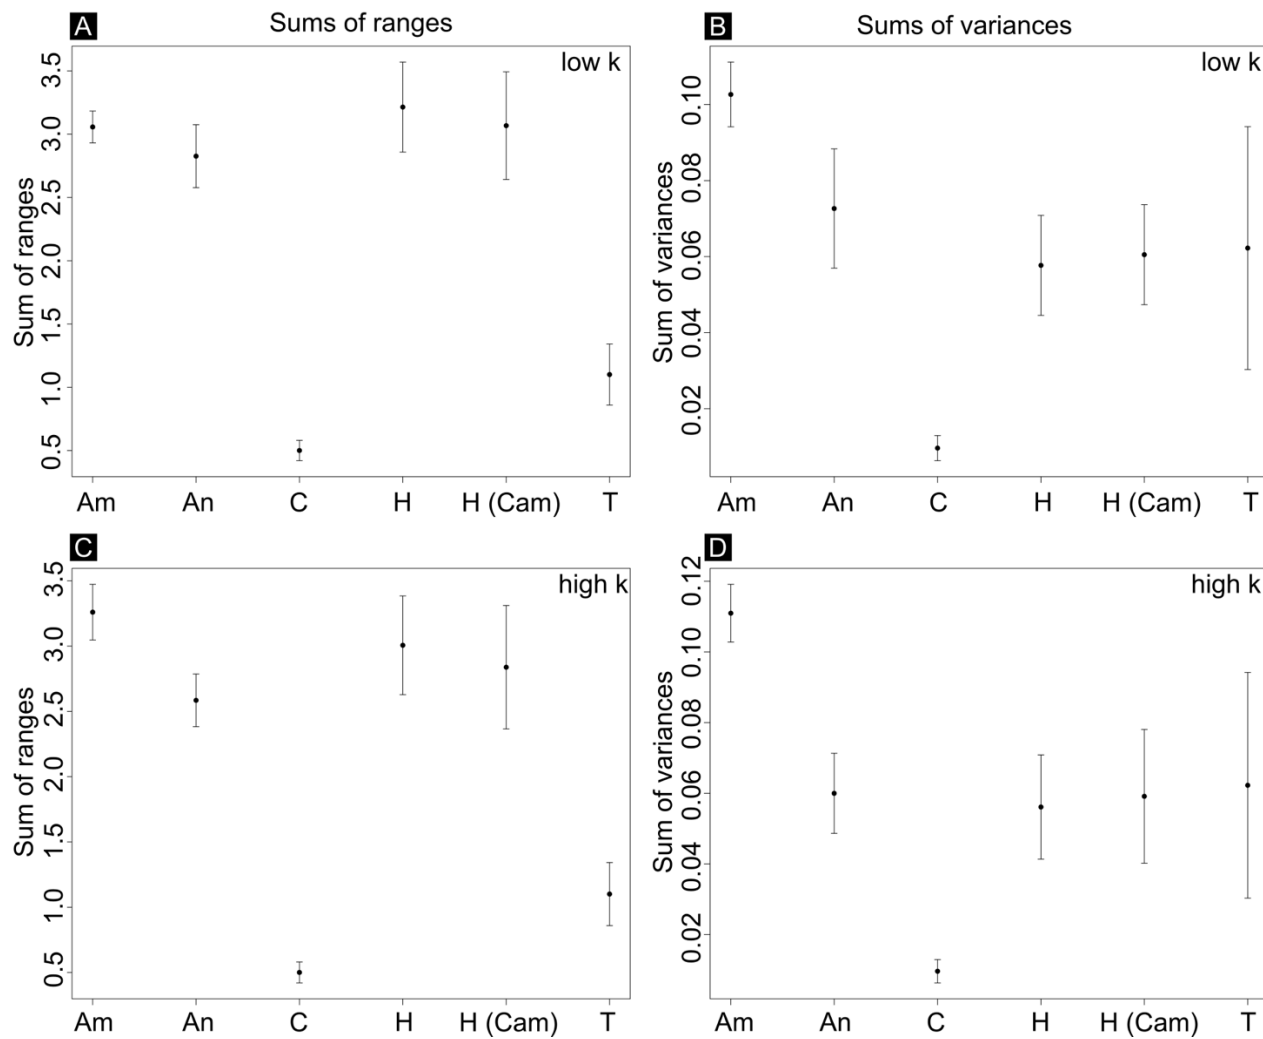 A Sums of ranges
low k
Sum of ranges
3.5
3.0
2.5
2.0
1.5
1.0
0.5
Am An C H H (Cam) T
B Sums of variances
low k
Sum of variances
0.10
0.08
0.06
0.04
0.02
Am An C H H (Cam) T
C
high k
Sum of ranges
3.5
3.0
2.5
2.0
1.5
1.0
0.5
Am An C H H (Cam) T
D
high k
Sum of variances
0.12
0.10
0.08
0.06
0.04
0.02
Am An C H H (Cam) T